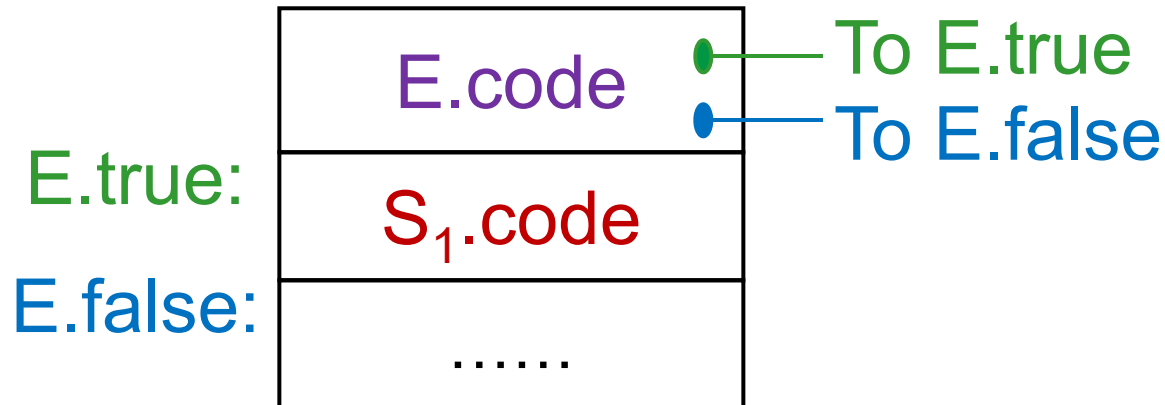 E.code
To E.true
To E.false
E.true:
S₁.code
E.false:
......